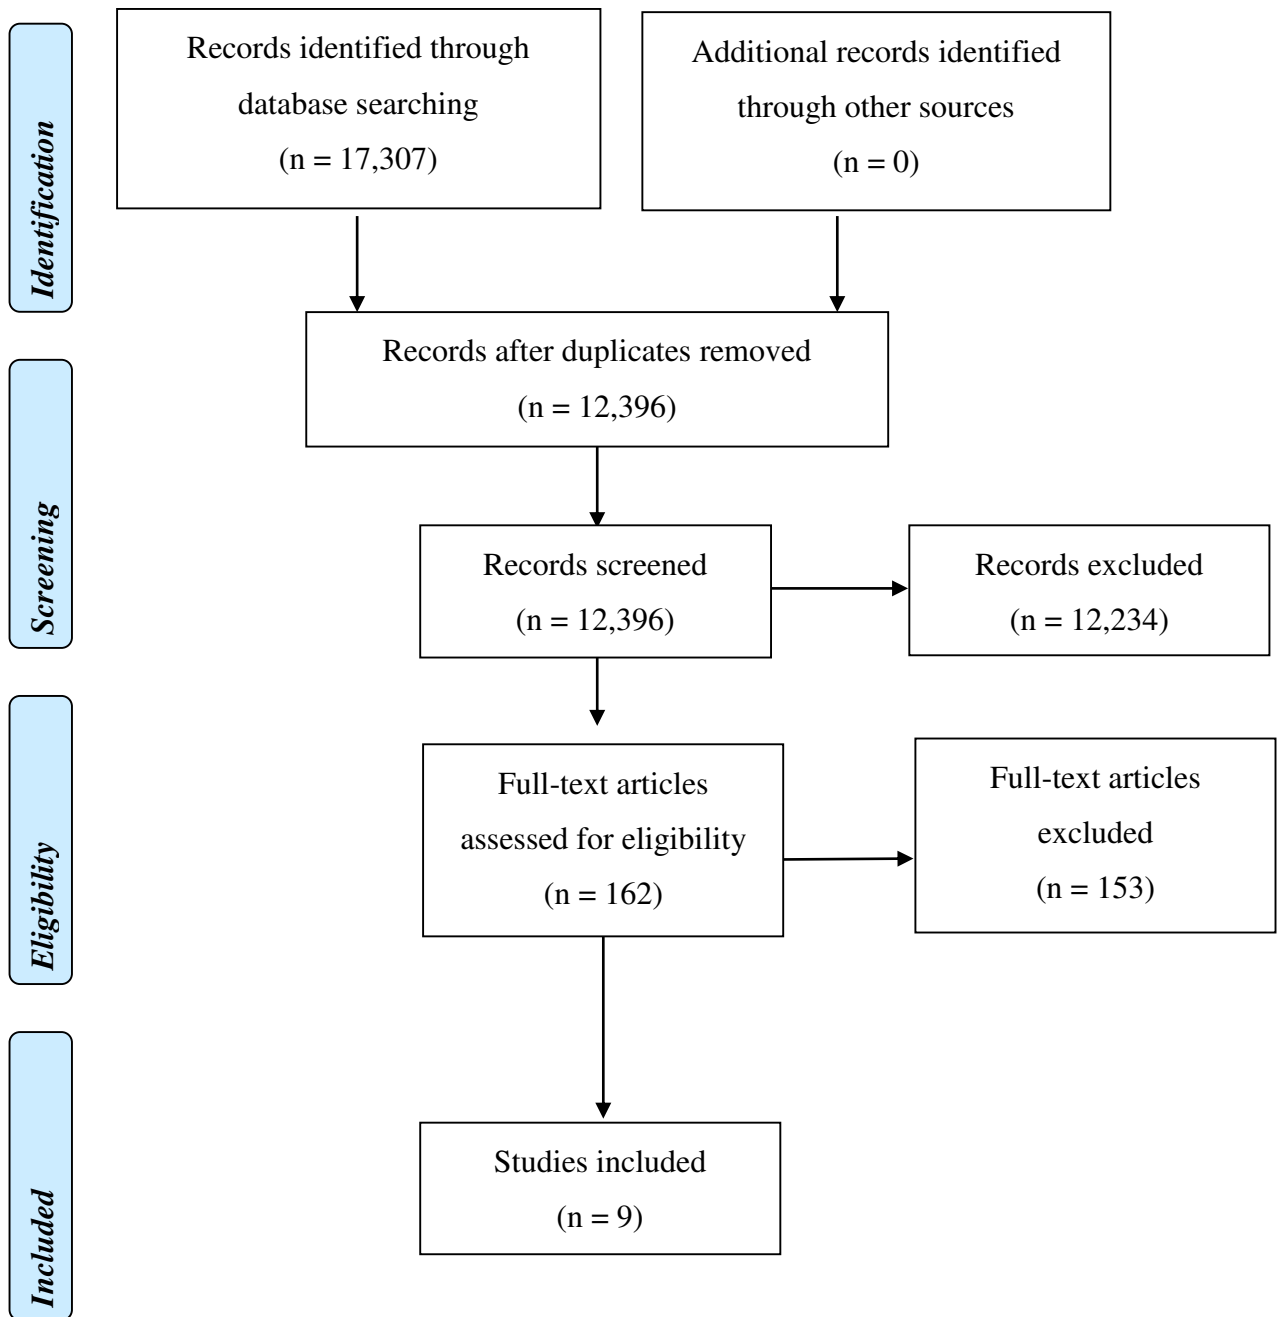 Identification
Records identified through
database searching
(n = 17,307)
Additional records identified
through other sources
(n = 0)
Records after duplicates removed
(n = 12,396)
Screening
Records screened
(n = 12,396)
Records excluded
(n = 12,234)
Eligibility
Full-text articles
assessed for eligibility
(n = 162)
Full-text articles
excluded
(n = 153)
Included
Studies included
(n = 9)